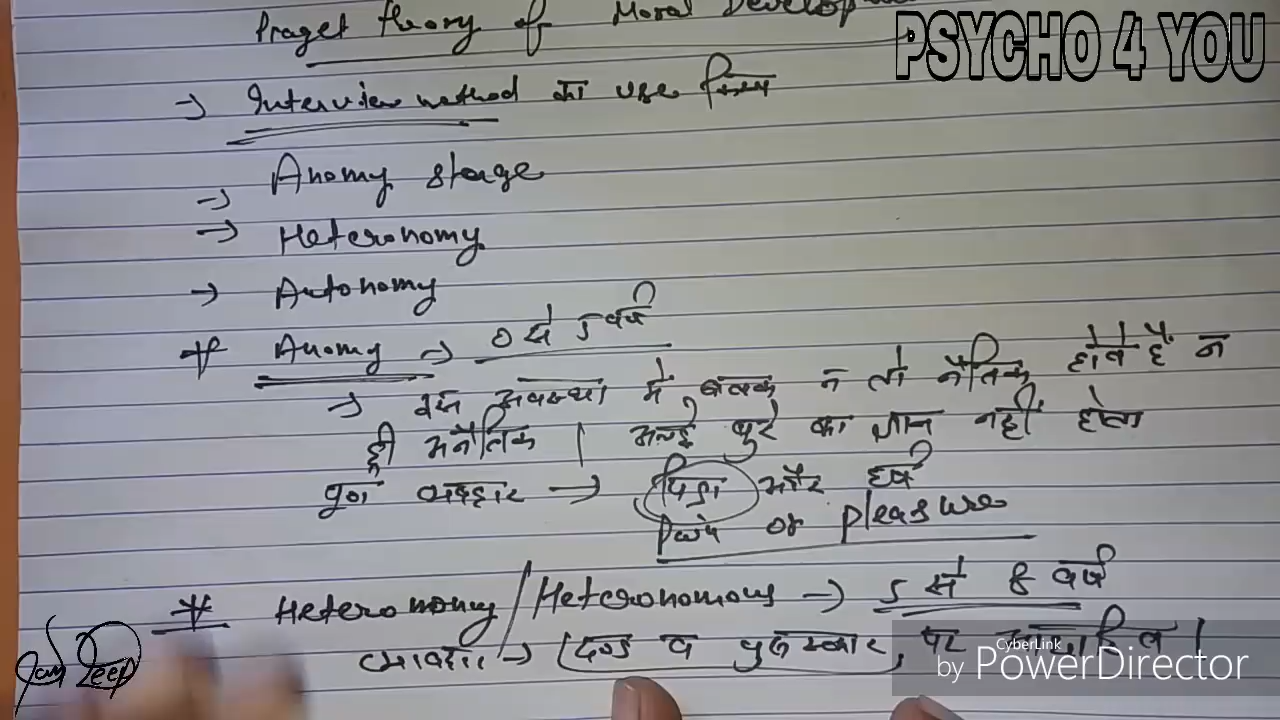 Piaget theory of Moral Develop
PSYCHO 4 YOU
→ Interview method का use किया
→ Anomy stage
→ Heteronomy
→ Autonomy
* Anomy → 0 से 5 वर्ष
→ इस अवस्था में बालक न तो नैतिक होते हैं न
ही अनैतिक | अच्छे बुरे का ज्ञान नहीं होता
पूरा व्यवहार → पीड़ा और हर्ष
Pain or pleasure
* Heteronomy / Heteronomous → 5 से 8 वर्ष
व्यवहार → (दण्ड व पुरस्कार, पर
CyberLink
by PowerDirector